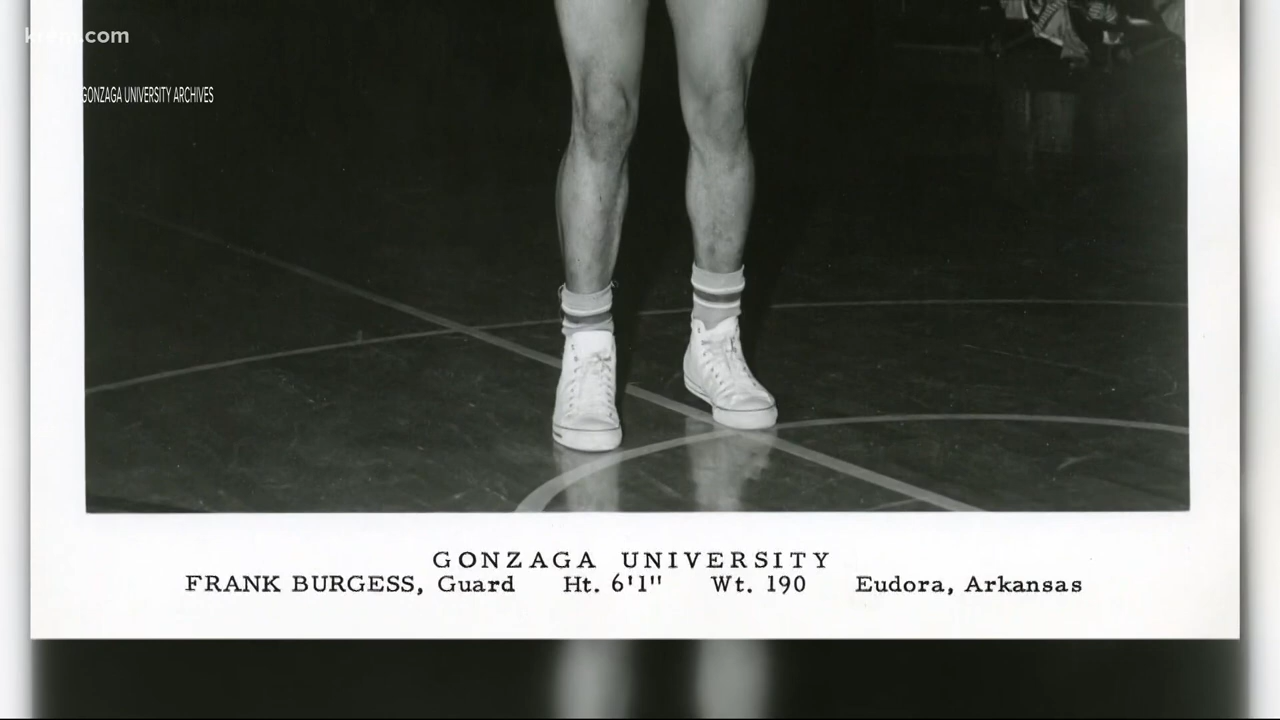 krem.com
GONZAGA UNIVERSITY ARCHIVES
GONZAGA UNIVERSITY
FRANK BURGESS, Guard Ht. 6'1" Wt. 190 Eudora, Arkansas